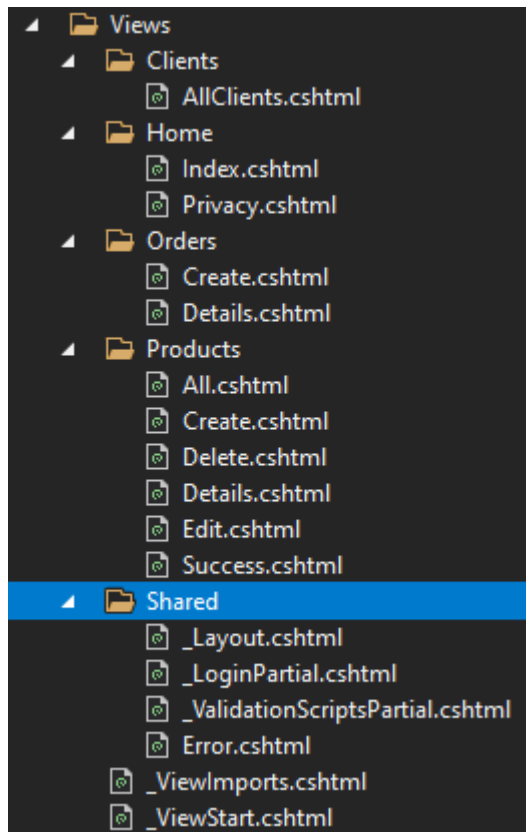 Views
Clients
AllClients.cshtml
Home
Index.cshtml
Privacy.cshtml
Orders
Create.cshtml
Details.cshtml
Products
All.cshtml
Create.cshtml
Delete.cshtml
Details.cshtml
Edit.cshtml
Success.cshtml
Shared
_Layout.cshtml
_LoginPartial.cshtml
_ValidationScriptsPartial.cshtml
Error.cshtml
_ViewImports.cshtml
_ViewStart.cshtml